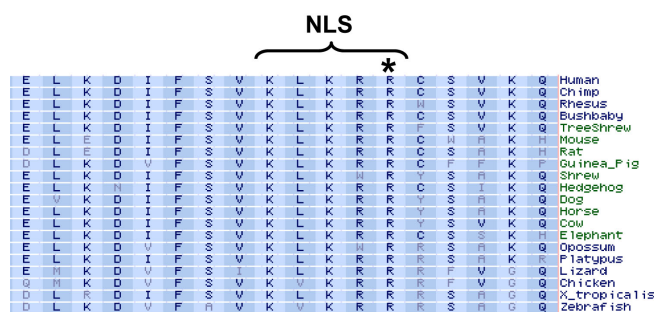 NLS
*
E L K D I F S V K L K R R C S V K Q Human
E L K D I F S V K L K R R C S V K Q Chimp
E L K D I F S V K L K R R W S V K Q Rhesus
E L K D I F S V K L K R R C S V K Q Bushbaby
E L K D I F S V K L K R R F S V K Q TreeShrew
E L E D I F S V K L K R R C W A K H Mouse
D L E D I F S V K L K R R C S A K H Rat
D L K D V F S V K L K R R C F F K P Guinea_Pig
E L K D I F S V K L K W R Y S A K Q Shrew
E L K N I F S V K L K R R C S I K Q Hedgehog
E V K D I F S V K L K R R Y S A K Q Dog
E L K D I F S V K L K R R Y S A K Q Horse
E L K D I F S V K L K R R Y S V K Q Cow
E L K D I F S V K L K R R C S S K H Elephant
E L K D V F S V K L K W R R S A K Q Opossum
E L K D I F S V K L K R R R S A K R Platypus
E M K D V F S I K L K R R R F V G Q Lizard
Q M K D V F S V K V K R R R F V G Q Chicken
D L R D I F S V K L K R R R S A G Q X_tropicalis
D L K D V F A V K V K R R R S A G Q Zebrafish